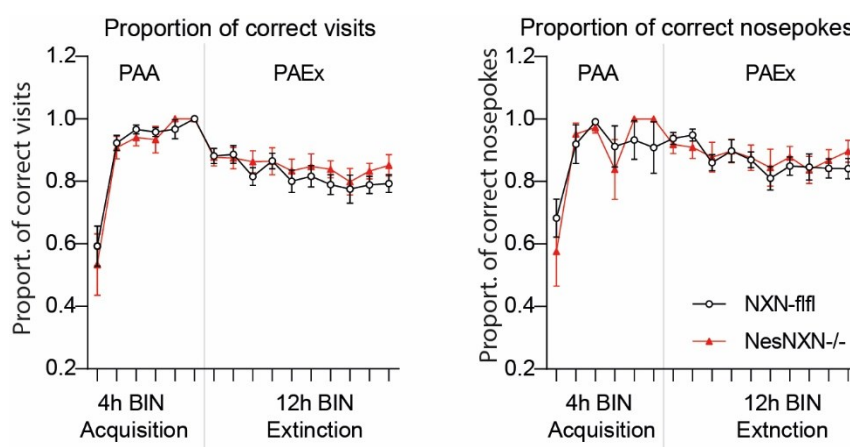 Proportion of correct visits
PAA
PAEx
Proport. of correct visits
1.2
1.0
0.8
0.6
0.4
0.2
4h BIN
Acquisition
12h BIN
Extinction
Proportion of correct nosepokes
PAA
PAEx
Proport. of correct nosepokes
1.2
1.0
0.8
0.6
0.4
0.2
NXN-flfl
NesNXN-/-
4h BIN
Acquisition
12h BIN
Extnction